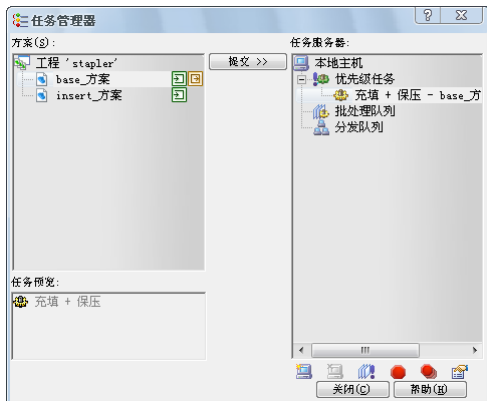 任务管理器
方案(S):
工程 'stapler'
base_方案
insert_方案
提交 >>
任务服务器:
本地主机
优先级任务
充填 + 保压 - base_方
批处理队列
分发队列
任务预览:
充填 + 保压
关闭(C)
帮助(H)